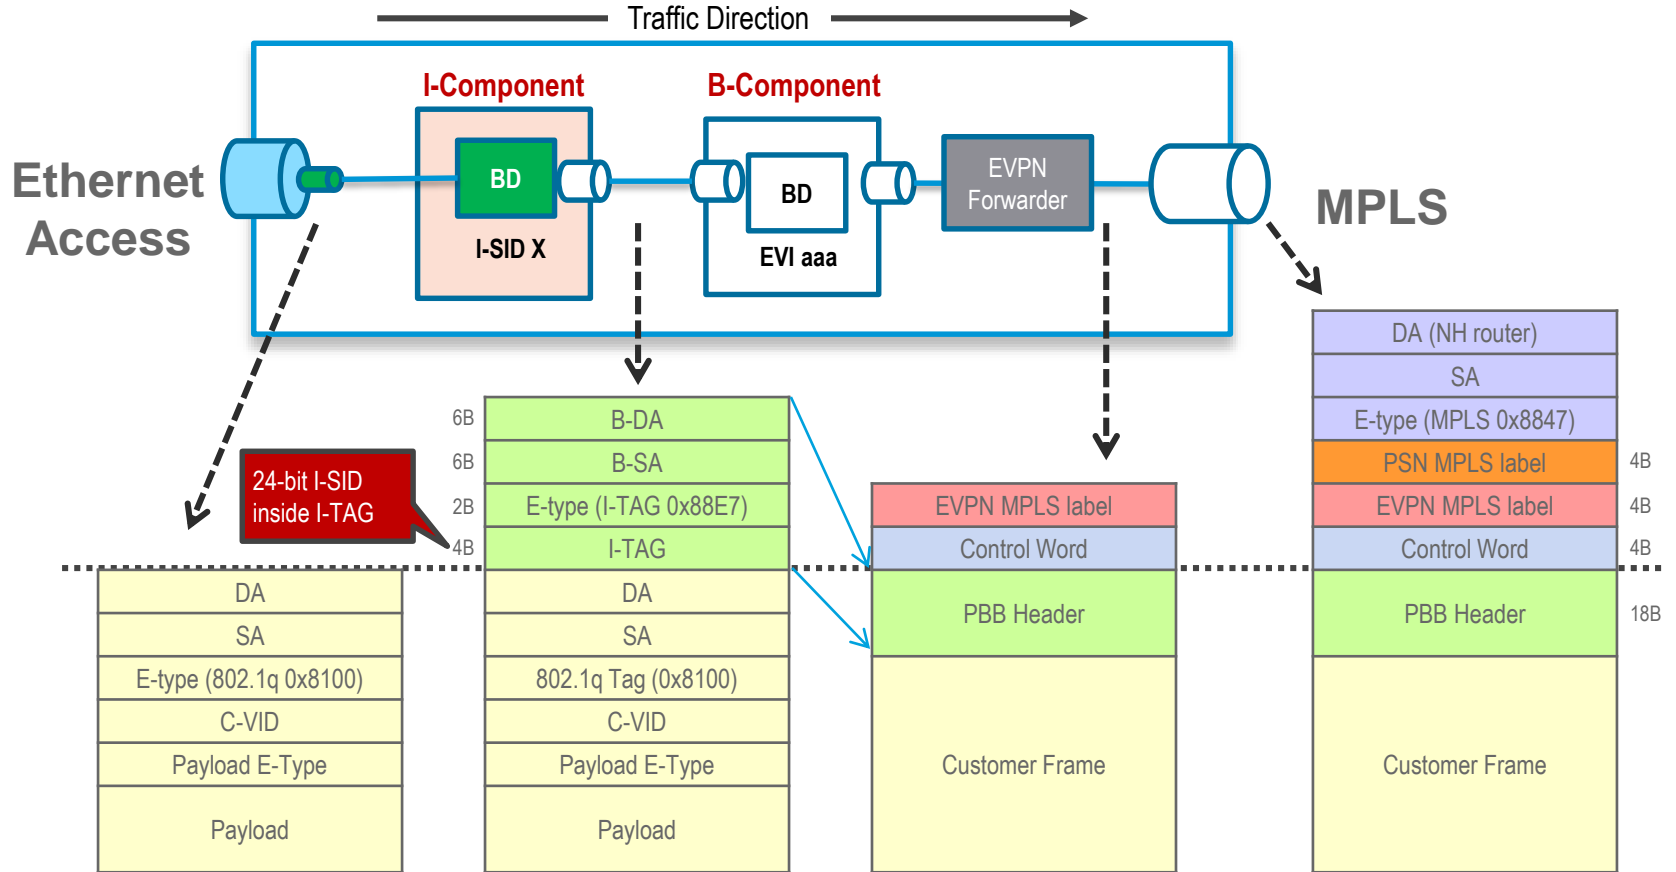 Traffic Direction
I-Component
B-Component
Ethernet
Access
BD
I-SID X
BD
EVI aaa
EVPN
Forwarder
MPLS
24-bit I-SID
inside I-TAG
DA
SA
E-type (802.1q 0x8100)
C-VID
Payload E-Type
Payload
6B
B-DA
6B
B-SA
2B
E-type (I-TAG 0x88E7)
4B
I-TAG
DA
SA
802.1q Tag (0x8100)
C-VID
Payload E-Type
Payload
EVPN MPLS label
Control Word
PBB Header
Customer Frame
DA (NH router)
SA
E-type (MPLS 0x8847)
PSN MPLS label
4B
EVPN MPLS label
4B
Control Word
4B
PBB Header
18B
Customer Frame